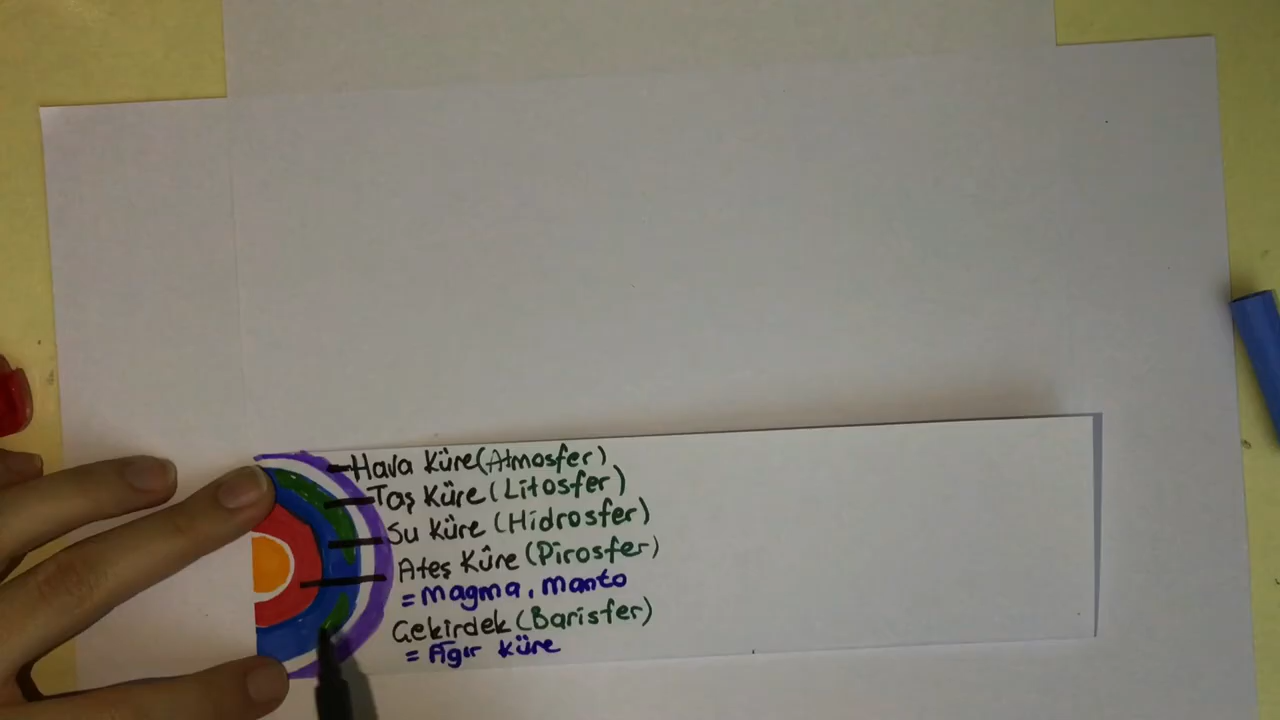 Hava Küre (Atmosfer)
Taş Küre (Litosfer)
Su Küre (Hidrosfer)
Ateş Küre (Pirosfer)
= Magma, Manto
Çekirdek (Barisfer)
= Ağır Küre